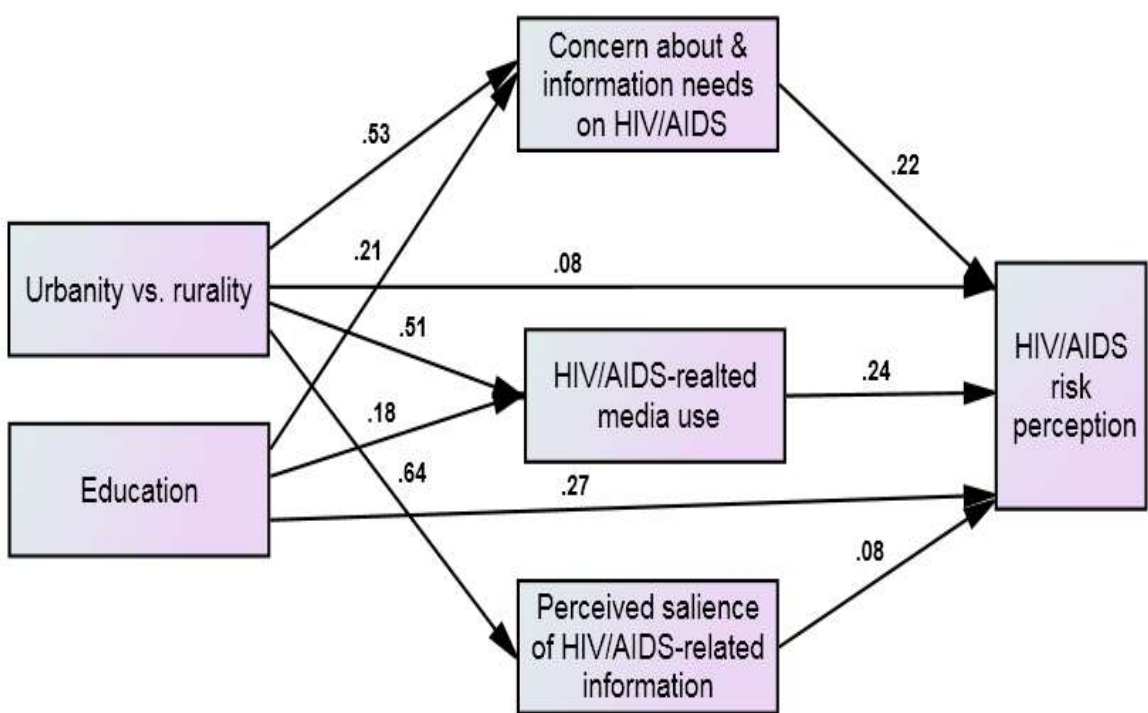 Concern about &
information needs
on HIV/AIDS
.53
.22
.21
Urbanity vs. rurality
.08
.51
HIV/AIDS-realted
media use
.24
HIV/AIDS
risk
perception
.18
Education
.64
.27
.08
Perceived salience
of HIV/AIDS-related
information